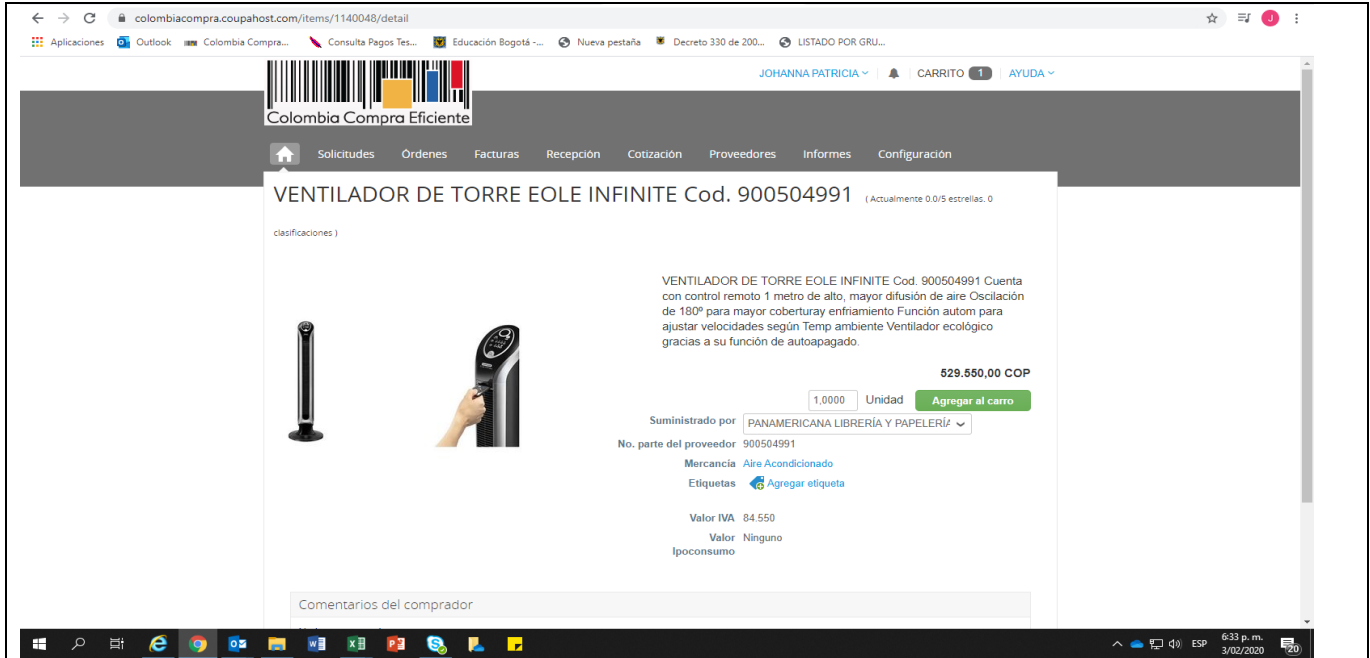 colombiacompra.coupahost.com/items/1140048/detail
J
Aplicaciones Outlook Colombia Compra... Consulta Pagos Tes... Educación Bogotá -... Nueva pestaña Decreto 330 de 200... LISTADO POR GRU...
JOHANNA PATRICIA CARRITO 1 AYUDA
Colombia Compra Eficiente
Solicitudes Órdenes Facturas Recepción Cotización Proveedores Informes Configuración
VENTILADOR DE TORRE EOLE INFINITE Cod. 900504991 ( Actualmente 0.0/5 estrellas. 0
clasificaciones )
VENTILADOR DE TORRE EOLE INFINITE Cod. 900504991 Cuenta
con control remoto 1 metro de alto, mayor difusión de aire Oscilación
de 180º para mayor coberturay enfriamiento Función autom para
ajustar velocidades según Temp ambiente Ventilador ecológico
gracias a su función de autoapagado.
529.550,00 COP
1,0000 Unidad Agregar al carro
Suministrado por PANAMERICANA LIBRERÍA Y PAPELERÍA
No. parte del proveedor 900504991
Mercancía Aire Acondicionado
Etiquetas Agregar etiqueta
Valor IVA 84.550
Valor Ninguno
Ipoconsumo
Comentarios del comprador
ESP 6:33 p. m.
3/02/2020
20